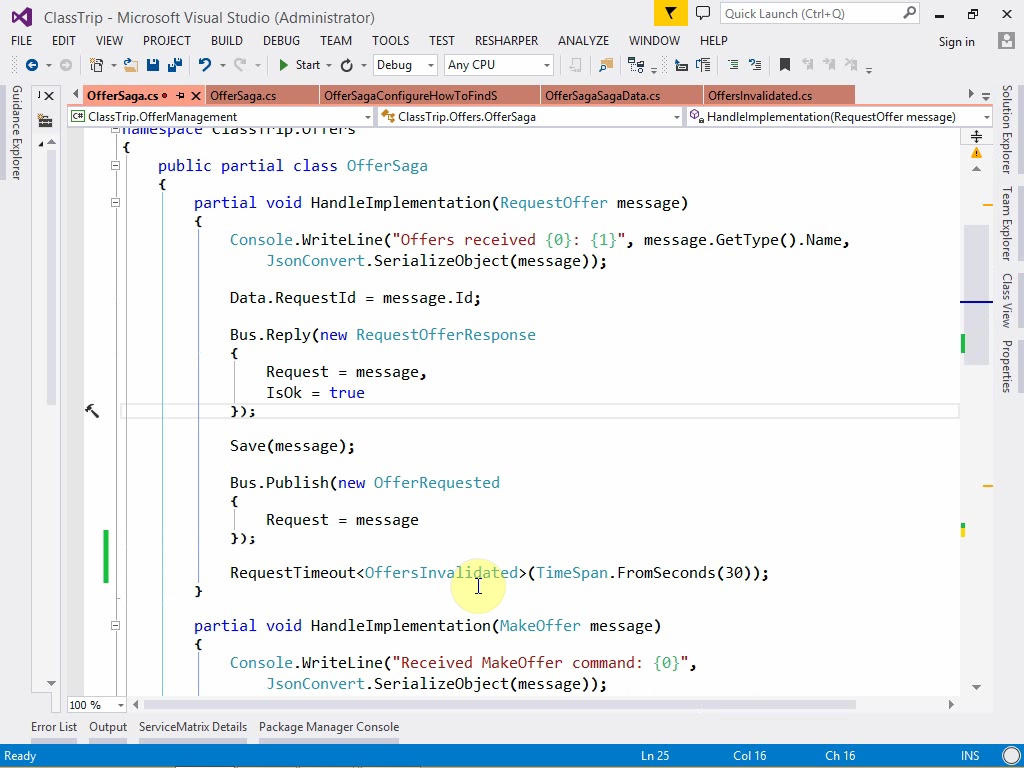 ClassTrip - Microsoft Visual Studio (Administrator)
Quick Launch (Ctrl+Q)
FILE EDIT VIEW PROJECT BUILD DEBUG TEAM TOOLS TEST RESHARPER ANALYZE WINDOW HELP Sign in
Start Debug Any CPU
Guidance Explorer
OfferSaga.cs OfferSaga.cs OfferSagaConfigureHowToFindS OfferSagaSagaData.cs OffersInvalidated.cs
ClassTrip.OfferManagement ClassTrip.Offers.OfferSaga HandleImplementation(RequestOffer message)
namespace ClassTrip.Offers
{
public partial class OfferSaga
{
partial void HandleImplementation(RequestOffer message)
{
Console.WriteLine("Offers received {0}: {1}", message.GetType().Name,
JsonConvert.SerializeObject(message));
Data.RequestId = message.Id;
Bus.Reply(new RequestOfferResponse
{
Request = message,
IsOk = true
});
Save(message);
Bus.Publish(new OfferRequested
{
Request = message
});
RequestTimeout<OffersInvalidated>(TimeSpan.FromSeconds(30));
}
partial void HandleImplementation(MakeOffer message)
{
Console.WriteLine("Received MakeOffer command: {0}",
JsonConvert.SerializeObject(message));
Solution Explorer
Team Explorer
Class View
Properties
100 %
Error List Output ServiceMatrix Details Package Manager Console
Ready Ln 25 Col 16 Ch 16 INS